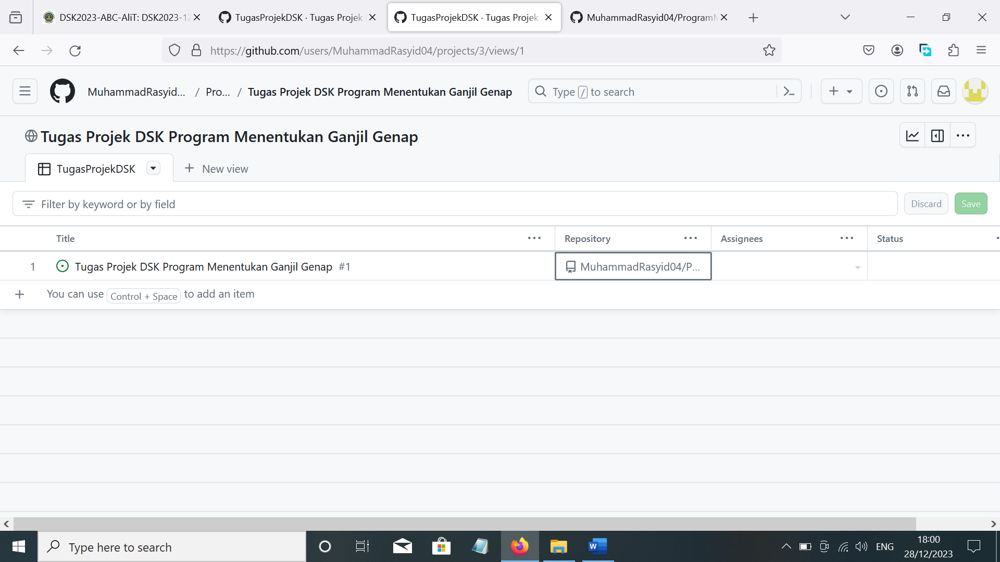 DSK2023-ABC-AliT: DSK2023-12
TugasProjekDSK · Tugas Projek
TugasProjekDSK · Tugas Projek
MuhammadRasyid04/ProgramM
https://github.com/users/MuhammadRasyid04/projects/3/views/1
MuhammadRasyid... / Pro... / Tugas Projek DSK Program Menentukan Ganjil Genap
Type / to search
Tugas Projek DSK Program Menentukan Ganjil Genap
TugasProjekDSK
New view
Filter by keyword or by field
Discard
Save
Title
Repository
Assignees
Status
1
Tugas Projek DSK Program Menentukan Ganjil Genap #1
MuhammadRasyid04/P...
You can use Control + Space to add an item
Type here to search
W
ENG
18:00
28/12/2023